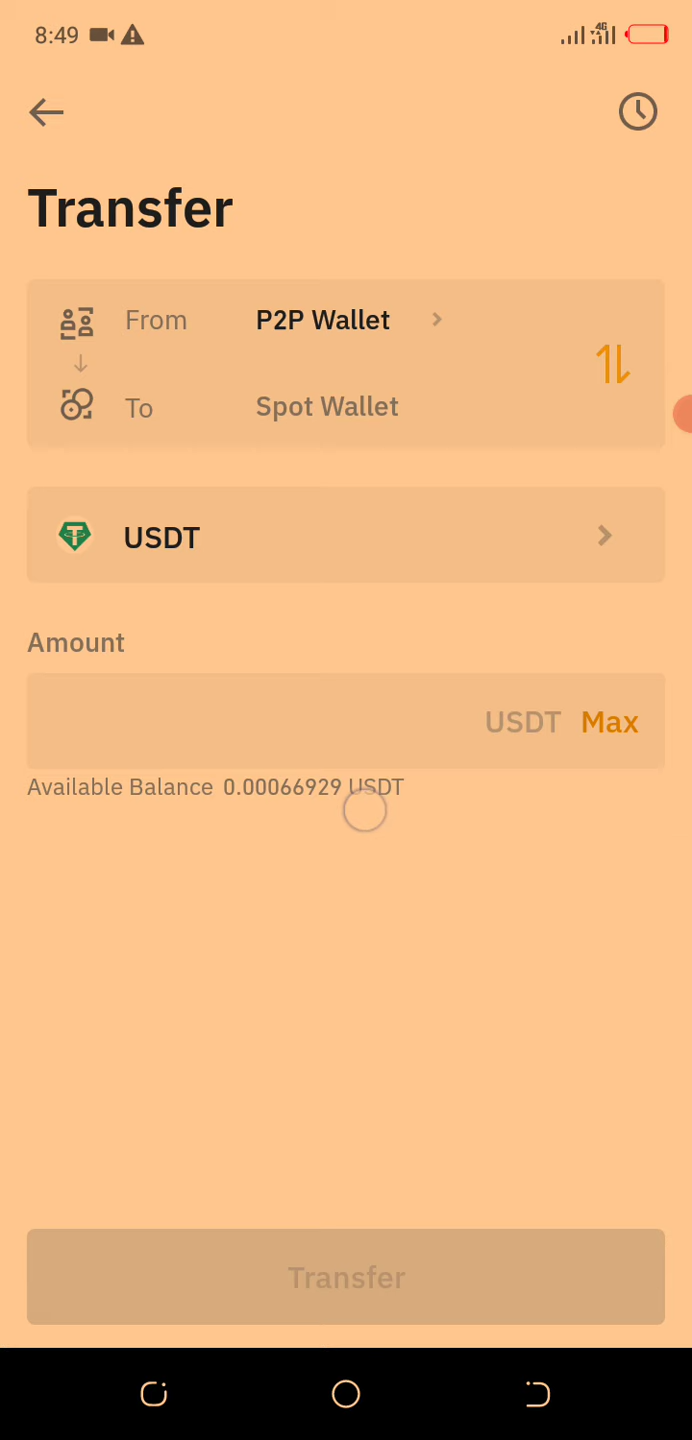 8:49
4G
Transfer
From P2P Wallet
To Spot Wallet
USDT
Amount
USDT Max
Available Balance 0.00066929 USDT
Transfer